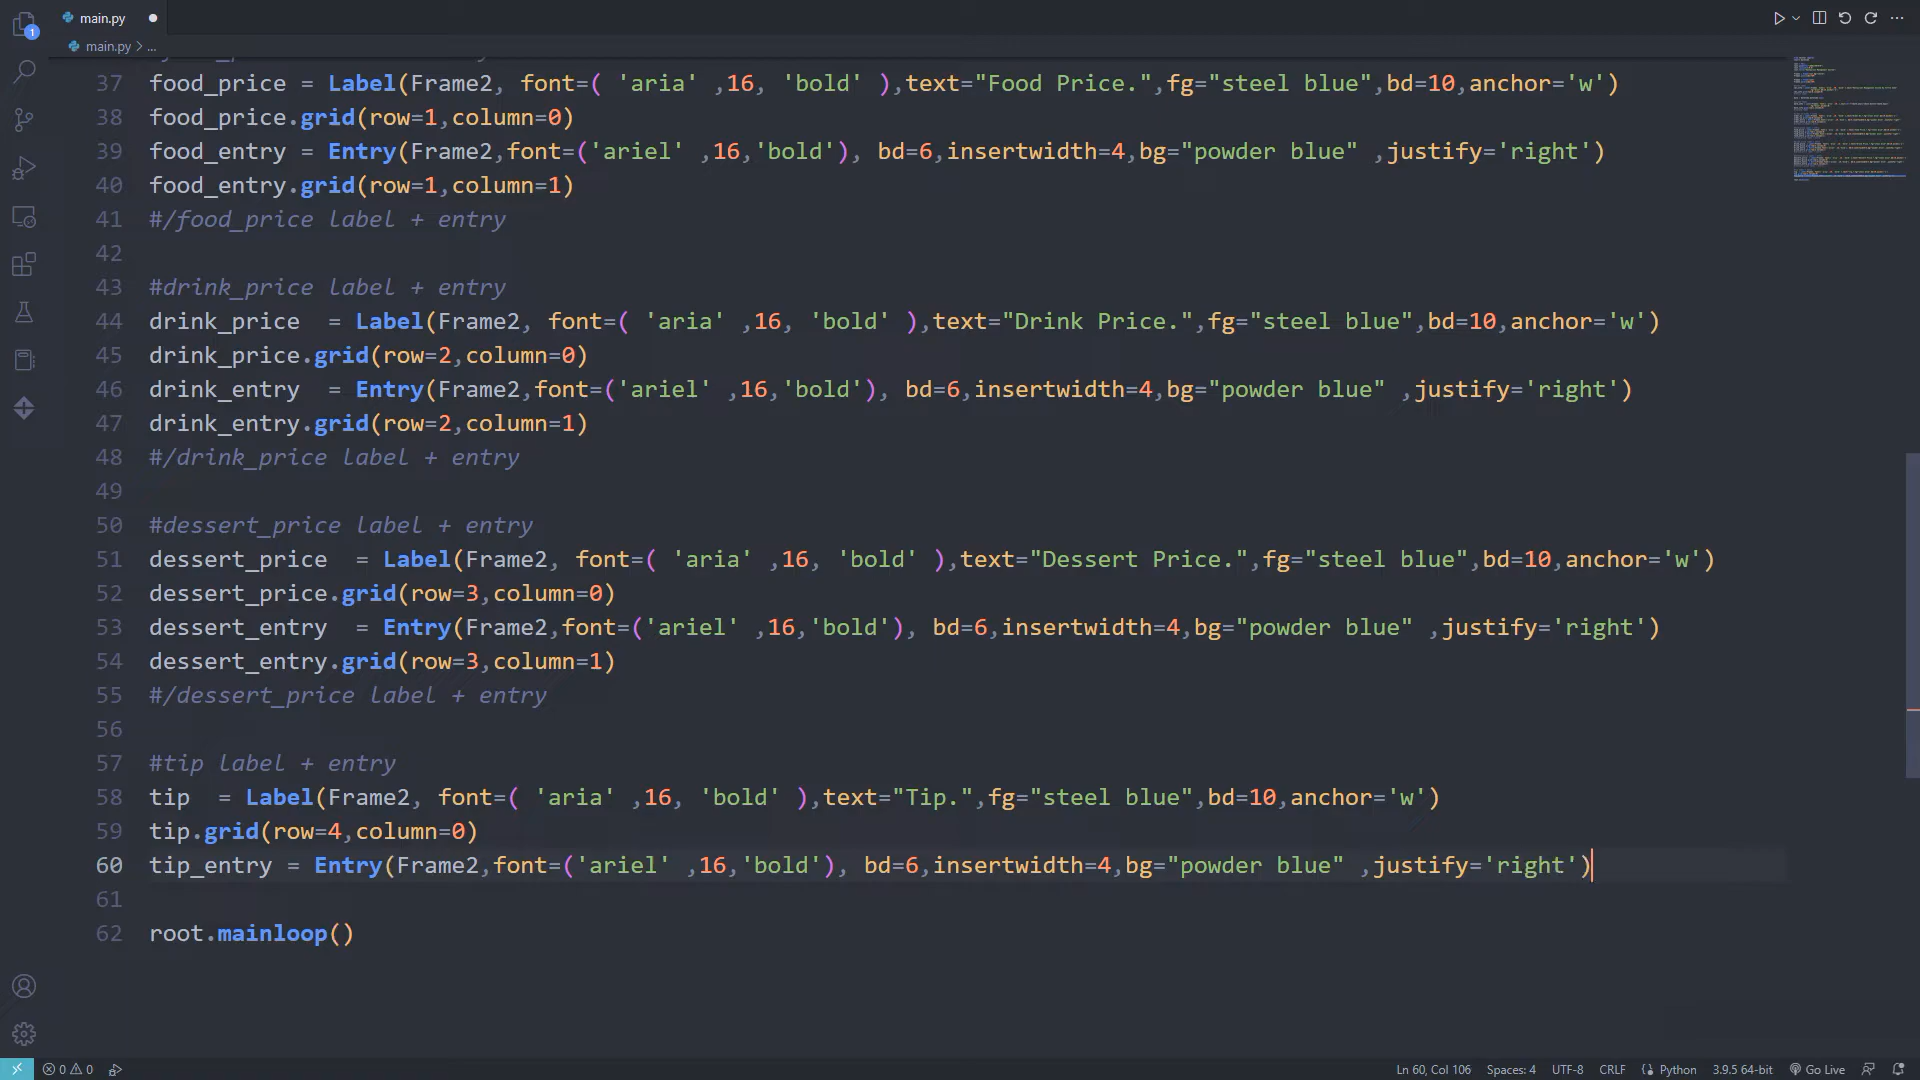 main.py
main.py > ...
37 food_price = Label(Frame2, font=( 'aria' ,16, 'bold' ),text="Food Price.",fg="steel blue",bd=10,anchor='w')
38 food_price.grid(row=1,column=0)
39 food_entry = Entry(Frame2,font=('ariel' ,16,'bold'), bd=6,insertwidth=4,bg="powder blue" ,justify='right')
40 food_entry.grid(row=1,column=1)
41 #/food_price label + entry
42
43 #drink_price label + entry
44 drink_price  = Label(Frame2, font=( 'aria' ,16, 'bold' ),text="Drink Price.",fg="steel blue",bd=10,anchor='w')
45 drink_price.grid(row=2,column=0)
46 drink_entry  = Entry(Frame2,font=('ariel' ,16,'bold'), bd=6,insertwidth=4,bg="powder blue" ,justify='right')
47 drink_entry.grid(row=2,column=1)
48 #/drink_price label + entry
49
50 #dessert_price label + entry
51 dessert_price  = Label(Frame2, font=( 'aria' ,16, 'bold' ),text="Dessert Price.",fg="steel blue",bd=10,anchor='w')
52 dessert_price.grid(row=3,column=0)
53 dessert_entry  = Entry(Frame2,font=('ariel' ,16,'bold'), bd=6,insertwidth=4,bg="powder blue" ,justify='right')
54 dessert_entry.grid(row=3,column=1)
55 #/dessert_price label + entry
56
57 #tip label + entry
58 tip  = Label(Frame2, font=( 'aria' ,16, 'bold' ),text="Tip.",fg="steel blue",bd=10,anchor='w')
59 tip.grid(row=4,column=0)
60 tip_entry = Entry(Frame2,font=('ariel' ,16,'bold'), bd=6,insertwidth=4,bg="powder blue" ,justify='right')
61
62 root.mainloop()
1
0 0 Ln 60, Col 106 Spaces: 4 UTF-8 CRLF Python 3.9.5 64-bit Go Live